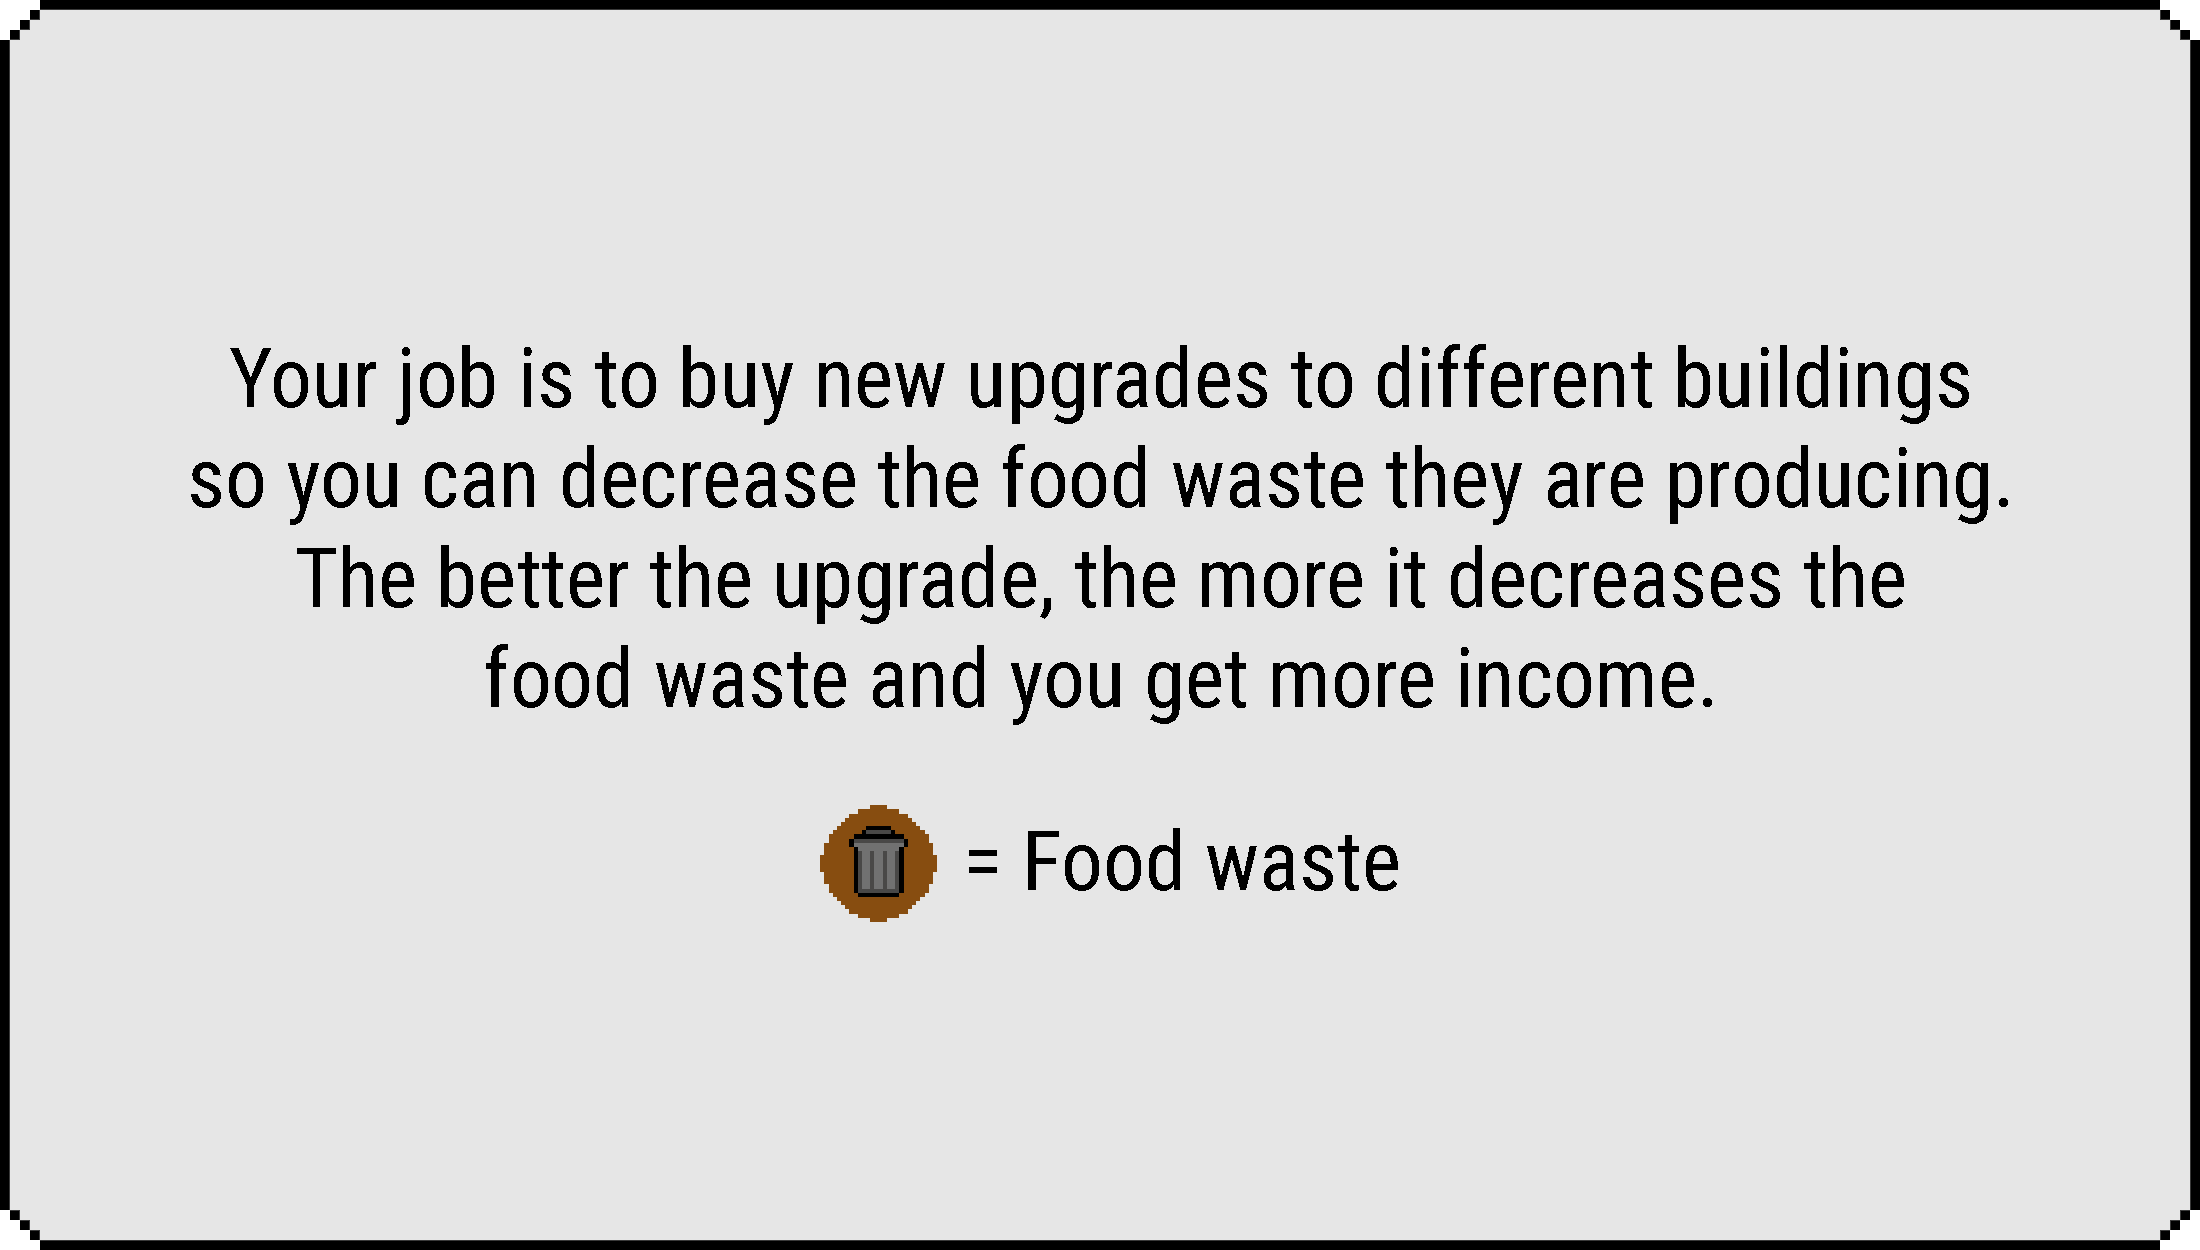 Your job is to buy new upgrades to different buildings
so you can decrease the food waste they are producing.
The better the upgrade, the more it decreases the
food waste and you get more income.
= Food waste